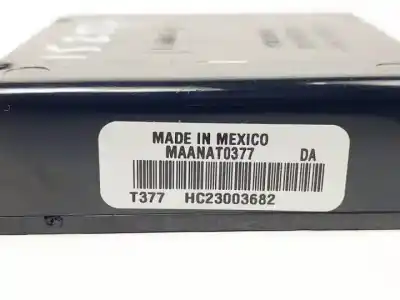 MADE IN MEXICO
MAANAT0377 DA
T377 HC23003682